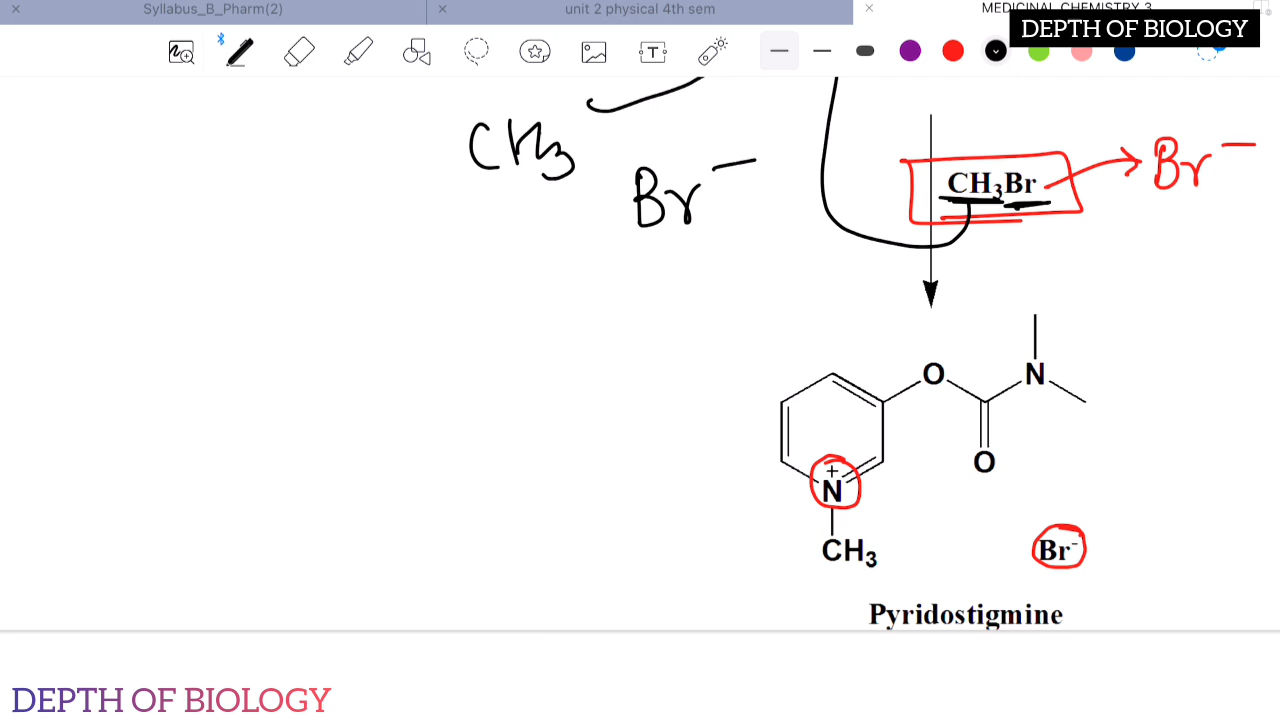 Syllabus_B_Pharm(2)
unit 2 physical 4th sem
MEDICINAL CHEMISTRY 3
DEPTH OF BIOLOGY
T
CH3
Br⁻
CH₃Br
Br⁻
O
N
O
+
N
CH₃
Br⁻
Pyridostigmine
DEPTH OF BIOLOGY